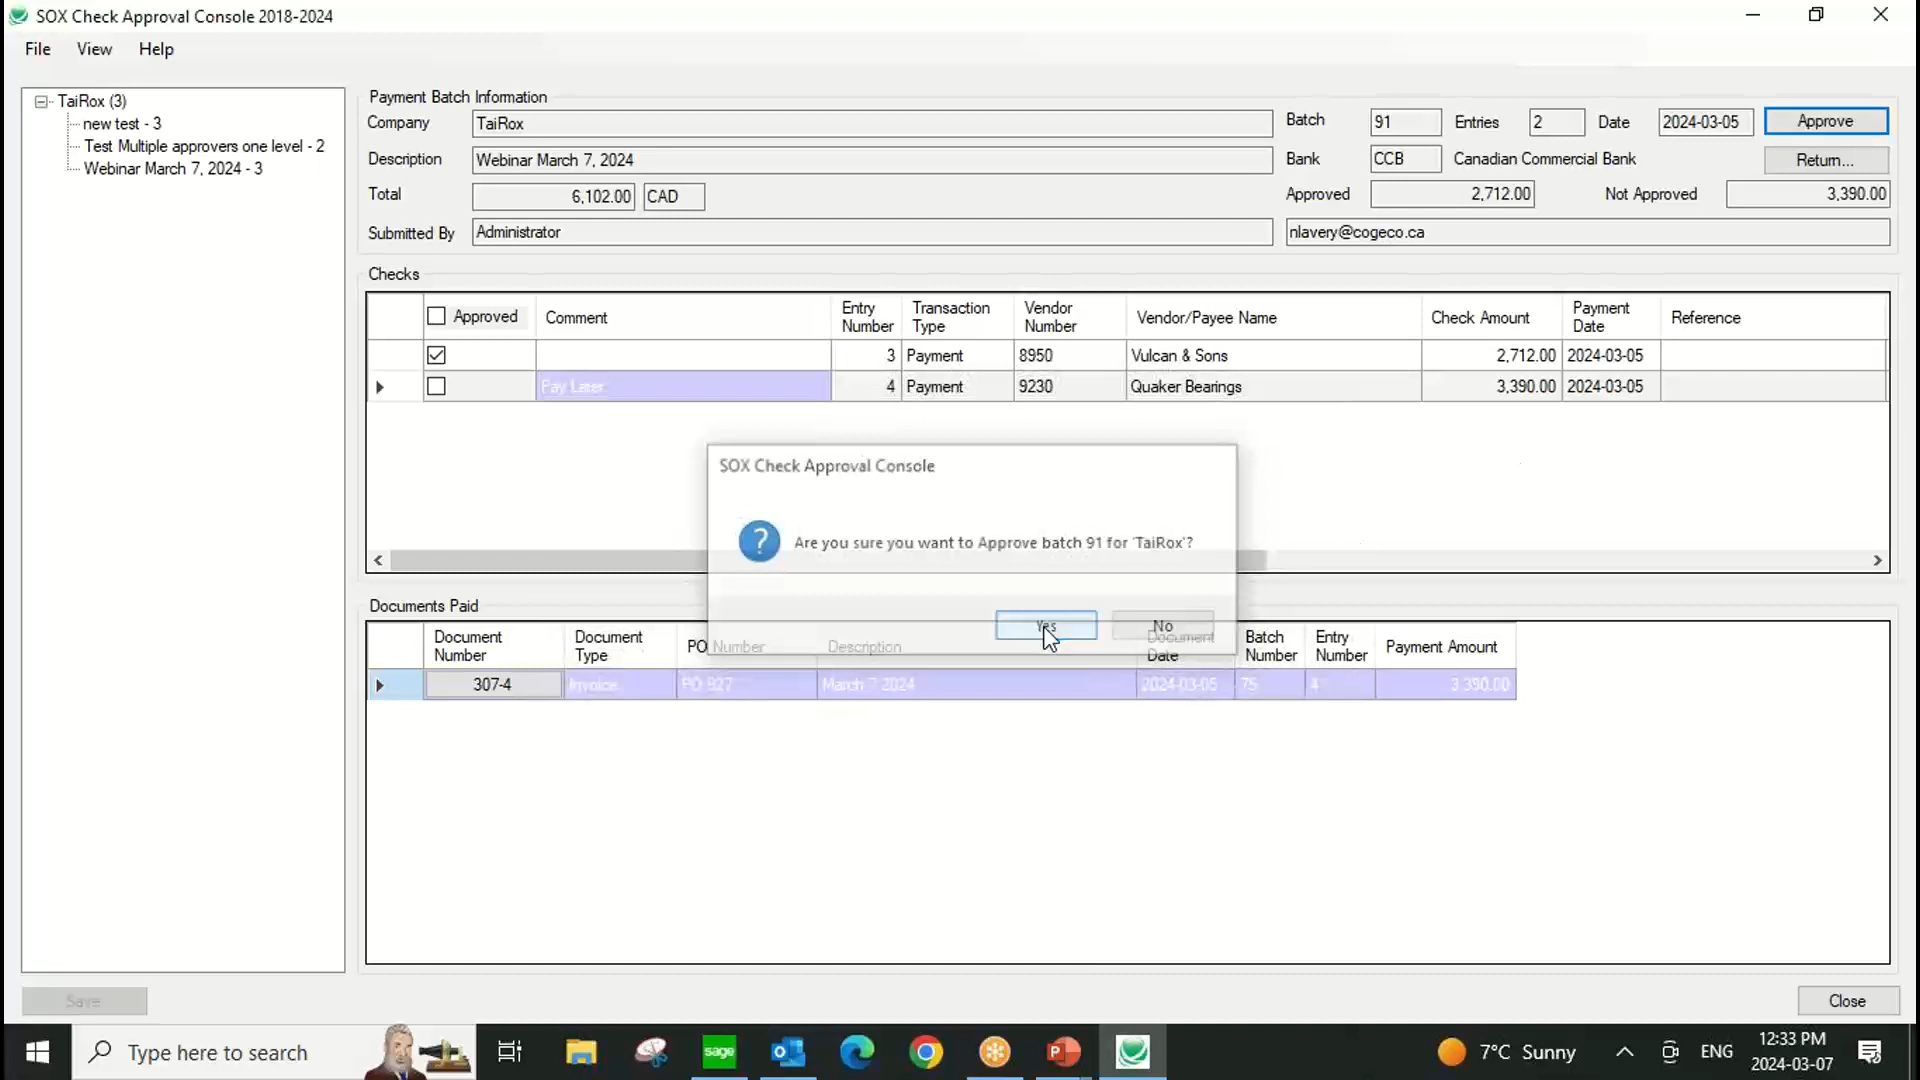 SOX Check Approval Console 2018-2024
File View Help
TaiRox (3)
new test - 3
Test Multiple approvers one level - 2
Webinar March 7, 2024 - 3
Payment Batch Information
Company TaiRox Batch 91 Entries 2 Date 2024-03-05 Approve
Description Webinar March 7, 2024 Bank CCB Canadian Commercial Bank Return...
Total 6,102.00 CAD Approved 2,712.00 Not Approved 3,390.00
Submitted By Administrator nlavery@cogeco.ca
Checks
Approved Comment Entry Number Transaction Type Vendor Number Vendor/Payee Name Check Amount Payment Date Reference
3 Payment 8950 Vulcan & Sons 2,712.00 2024-03-05
Pay Later 4 Payment 9230 Quaker Bearings 3,390.00 2024-03-05
SOX Check Approval Console
Are you sure you want to Approve batch 91 for 'TaiRox'?
Yes No
Documents Paid
Document Number Document Type PO Number Description Document Date Batch Number Entry Number Payment Amount
307-4 Invoice PO 827 March 7 2024 2024-03-05 75 4 3,390.00
Save Close
Type here to search
sage
7°C Sunny
ENG
12:33 PM
2024-03-07